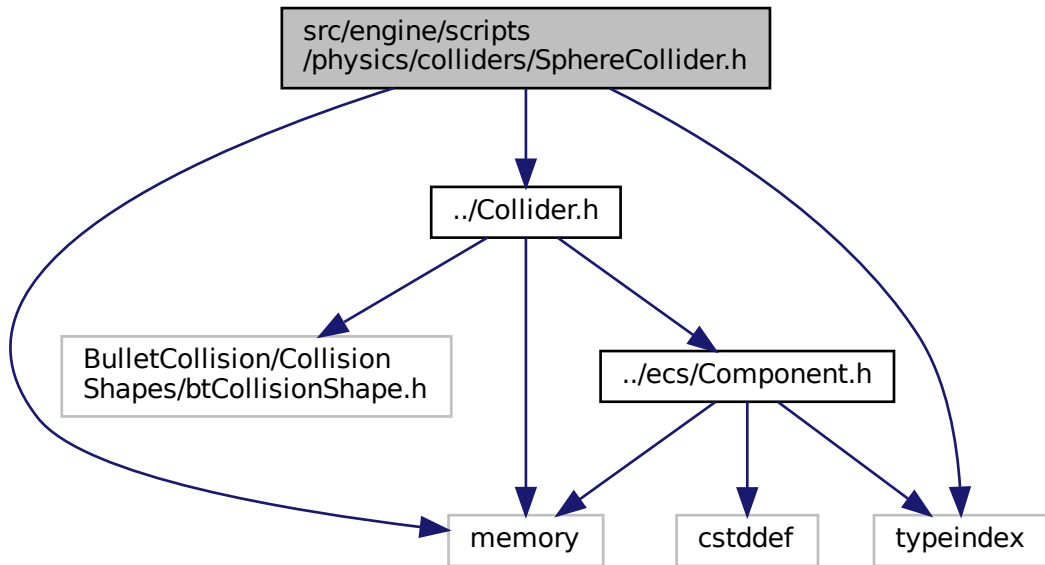 src/engine/scripts
/physics/colliders/SphereCollider.h
../Collider.h
BulletCollision/Collision
Shapes/btCollisionShape.h
../ecs/Component.h
memory
cstddef
typeindex